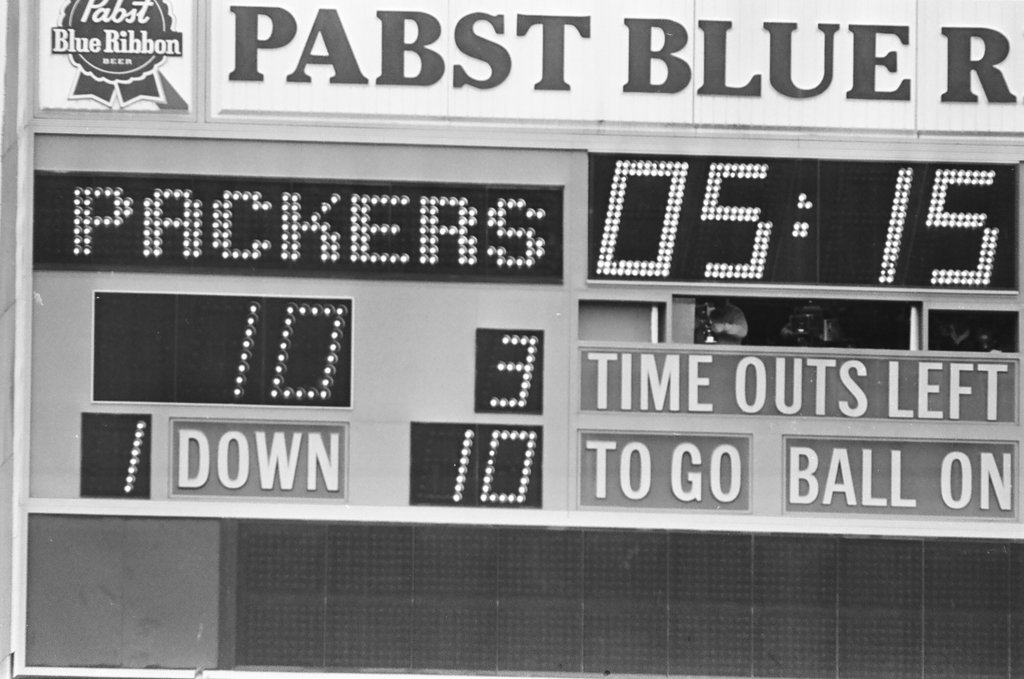 Pabst
Blue Ribbon
BEER
PABST BLUE R
PACKERS 05:15
10 3 TIME OUTS LEFT
1 DOWN 10 TO GO BALL ON